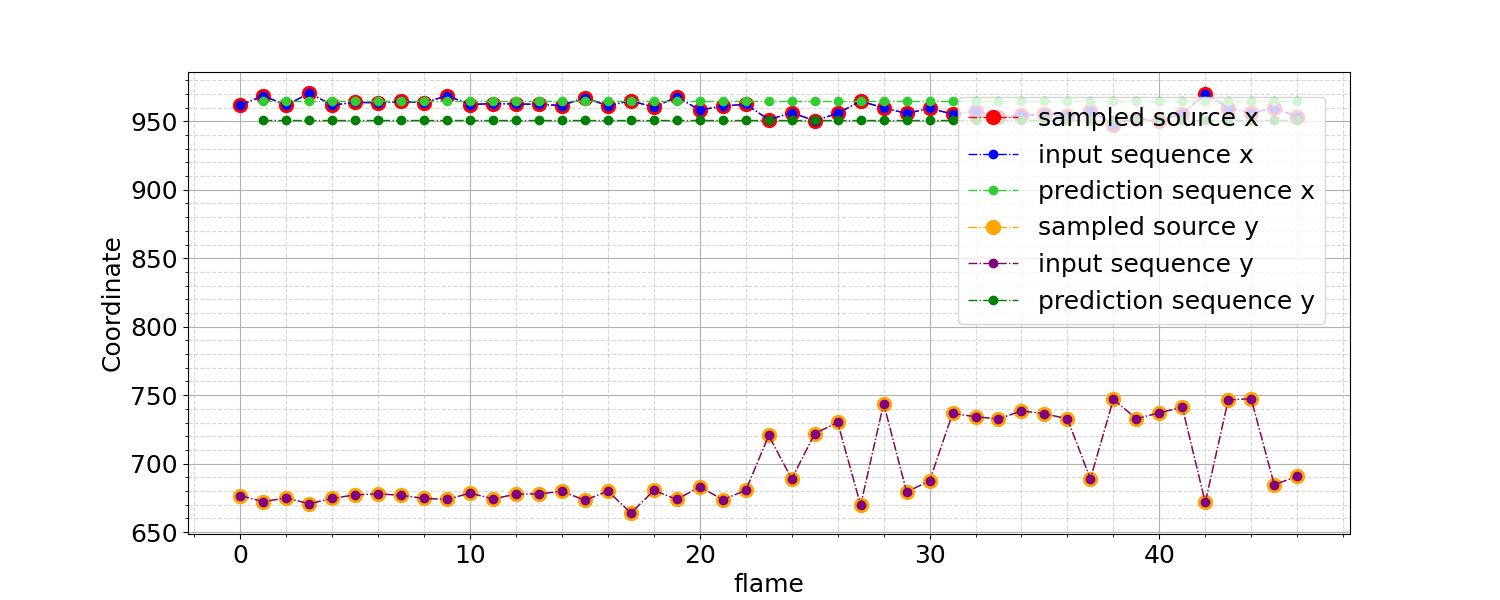 950
900
850
800
750
700
650
Coordinate
sampled source x
input sequence x
prediction sequence x
sampled source y
input sequence y
prediction sequence y
0 10 20 30 40
flame